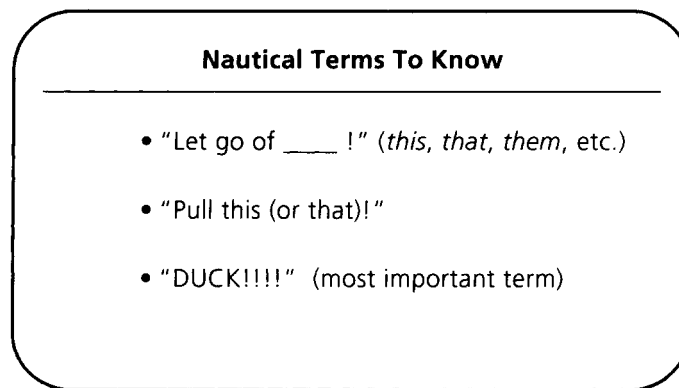 Nautical Terms To Know
• "Let go of ____ !" (this, that, them, etc.)
• "Pull this (or that)!"
• "DUCK!!!!" (most important term)